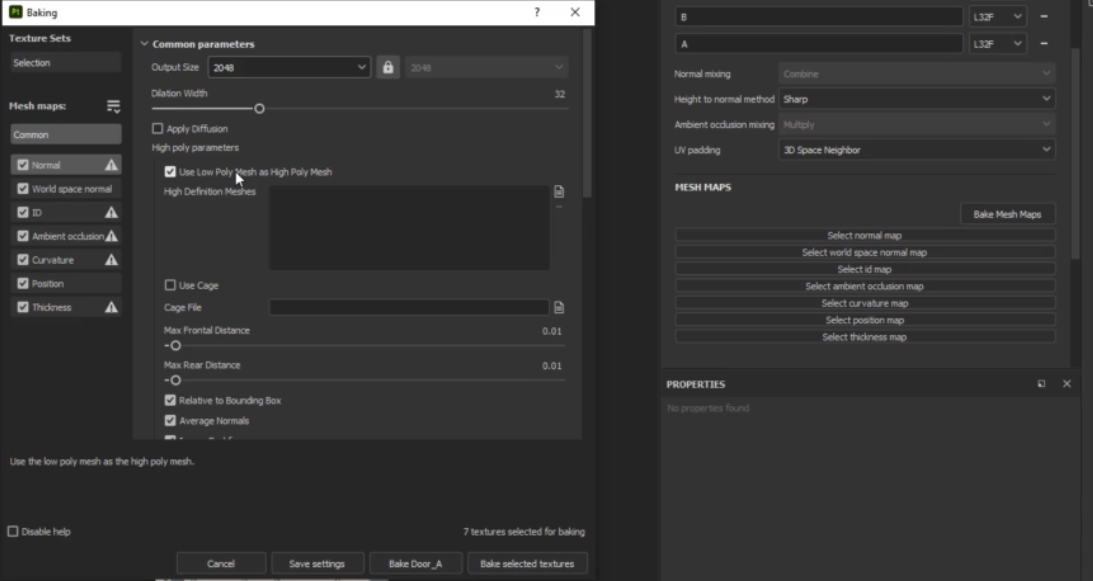 Pt Baking ? ×
Texture Sets
Selection
Mesh maps:
Common
Normal
World space normal
ID
Ambient occlusion
Curvature
Position
Thickness
Common parameters
Output Size 2048 2048
Dilation Width 32
Apply Diffusion
High poly parameters
Use Low Poly Mesh as High Poly Mesh
High Definition Meshes
Use Cage
Cage File
Max Frontal Distance 0.01
Max Rear Distance 0.01
Relative to Bounding Box
Average Normals
Use the low poly mesh as the high poly mesh.
Disable help
7 textures selected for baking
Cancel Save settings Bake Door_A Bake selected textures
B L32F
A L32F
Normal mixing Combine
Height to normal method Sharp
Ambient occlusion mixing Multiply
UV padding 3D Space Neighbor
MESH MAPS
Bake Mesh Maps
Select normal map
Select world space normal map
Select id map
Select ambient occlusion map
Select curvature map
Select position map
Select thickness map
PROPERTIES
No properties found